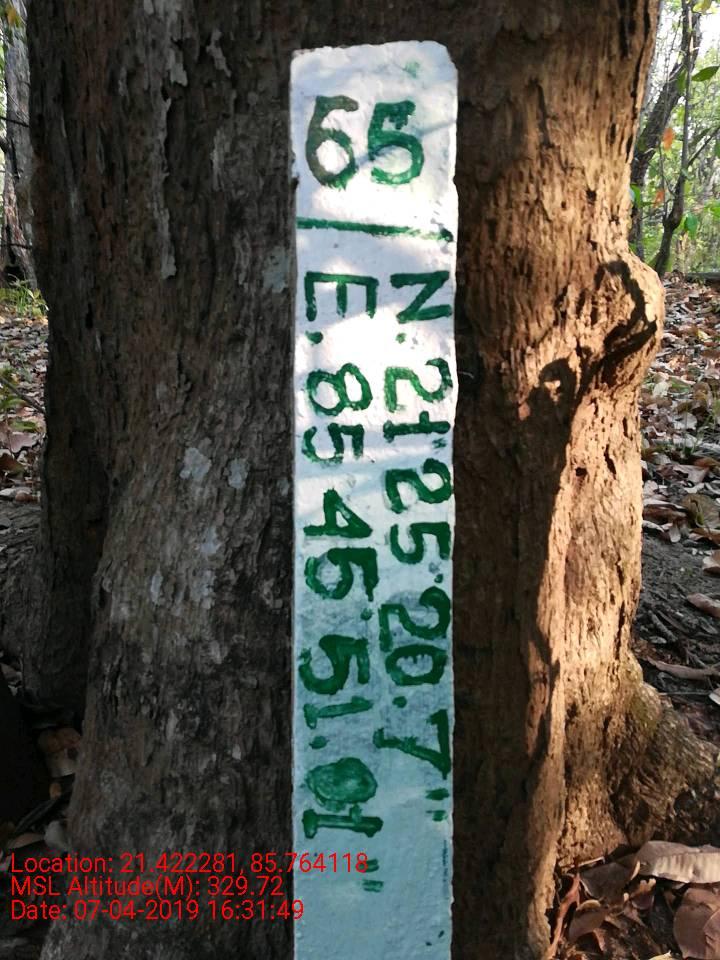 65
N. 21°25'20.7"
E. 85°45'51.01"
Location: 21.422281, 85.764118
MSL Altitude(M): 329.72
Date: 07-04-2019 16:31:49